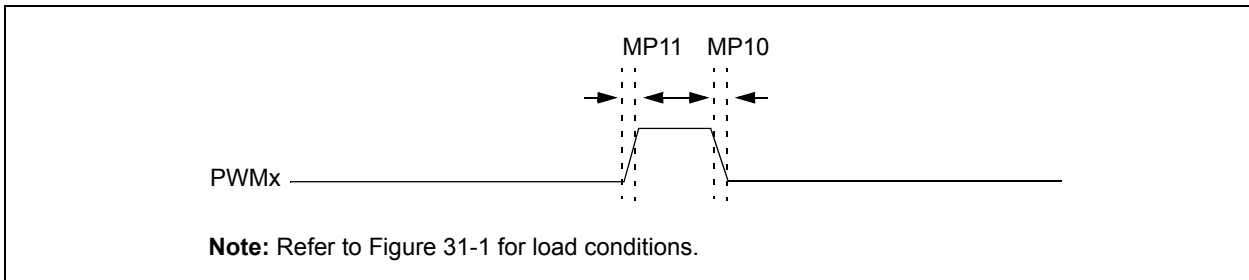 MP11 MP10
PWMx
Note: Refer to Figure 31-1 for load conditions.